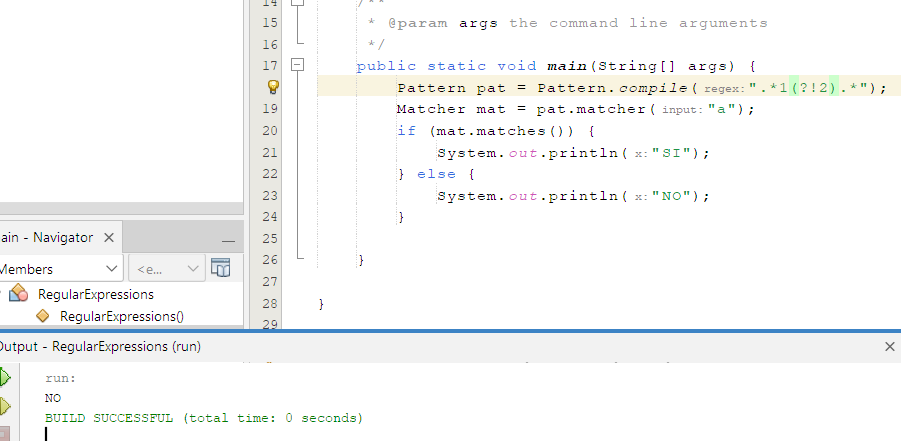 14 /**
15 * @param args the command line arguments
16 */
17 public static void main(String[] args) {
Pattern pat = Pattern.compile( regex: ".*1(?!2).*");
19 Matcher mat = pat.matcher( input: "a");
20 if (mat.matches()) {
21 System.out.println( x: "SI");
22 } else {
23 System.out.println( x: "NO");
24 }
25
26 }
27
28 }
29
ain - Navigator ×
Members <e...
RegularExpressions
RegularExpressions()
Output - RegularExpressions (run) ×
run:
NO
BUILD SUCCESSFUL (total time: 0 seconds)